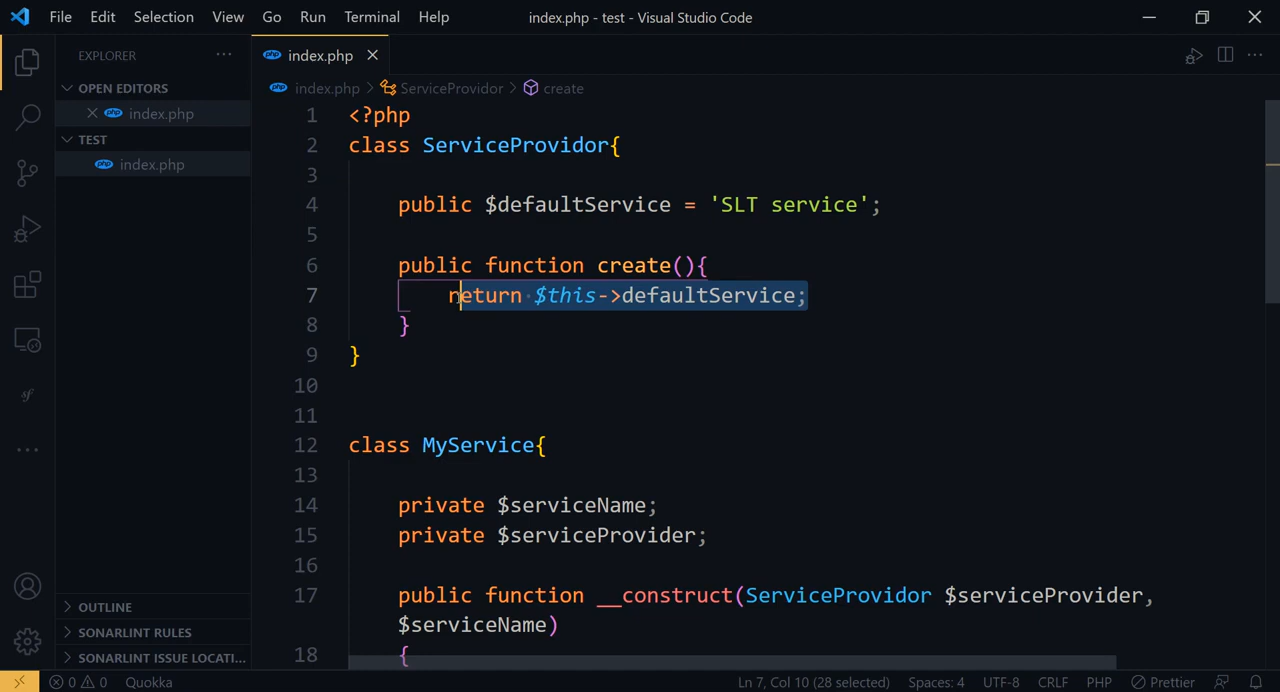 File Edit Selection View Go Run Terminal Help
index.php - test - Visual Studio Code
EXPLORER
OPEN EDITORS
index.php
TEST
index.php
OUTLINE
SONARLINT RULES
SONARLINT ISSUE LOCATI...
php index.php
index.php > ServiceProvidor > create
1 <?php
2 class ServiceProvidor{
3
4 public $defaultService = 'SLT service';
5
6 public function create(){
7 return $this->defaultService;
8 }
9 }
10
11
12 class MyService{
13
14 private $serviceName;
15 private $serviceProvider;
16
17 public function __construct(ServiceProvidor $serviceProvider,
$serviceName)
18 {
0 0 Quokka
Ln 7, Col 10 (28 selected) Spaces: 4 UTF-8 CRLF PHP Prettier